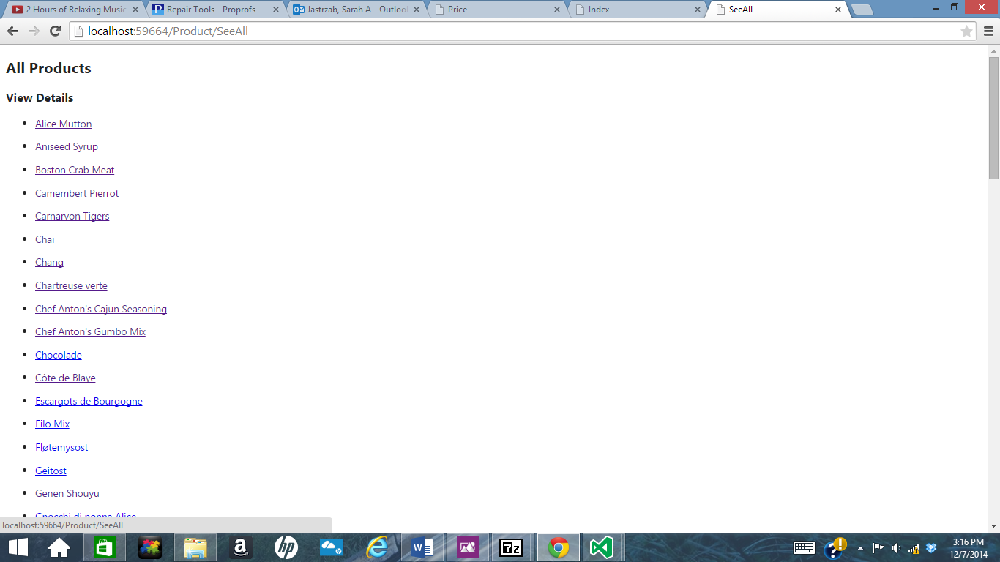 2 Hours of Relaxing Music
Repair Tools - Proprofs
Jastrzab, Sarah A - Outloo
Price
Index
SeeAll
localhost:59664/Product/SeeAll
All Products
View Details
Alice Mutton
Aniseed Syrup
Boston Crab Meat
Camembert Pierrot
Carnarvon Tigers
Chai
Chang
Chartreuse verte
Chef Anton's Cajun Seasoning
Chef Anton's Gumbo Mix
Chocolade
Côte de Blaye
Escargots de Bourgogne
Filo Mix
Fløtemysost
Geitost
Genen Shouyu
Gnocchi di nonna Alice
localhost:59664/Product/SeeAll
3:16 PM
12/7/2014
7z